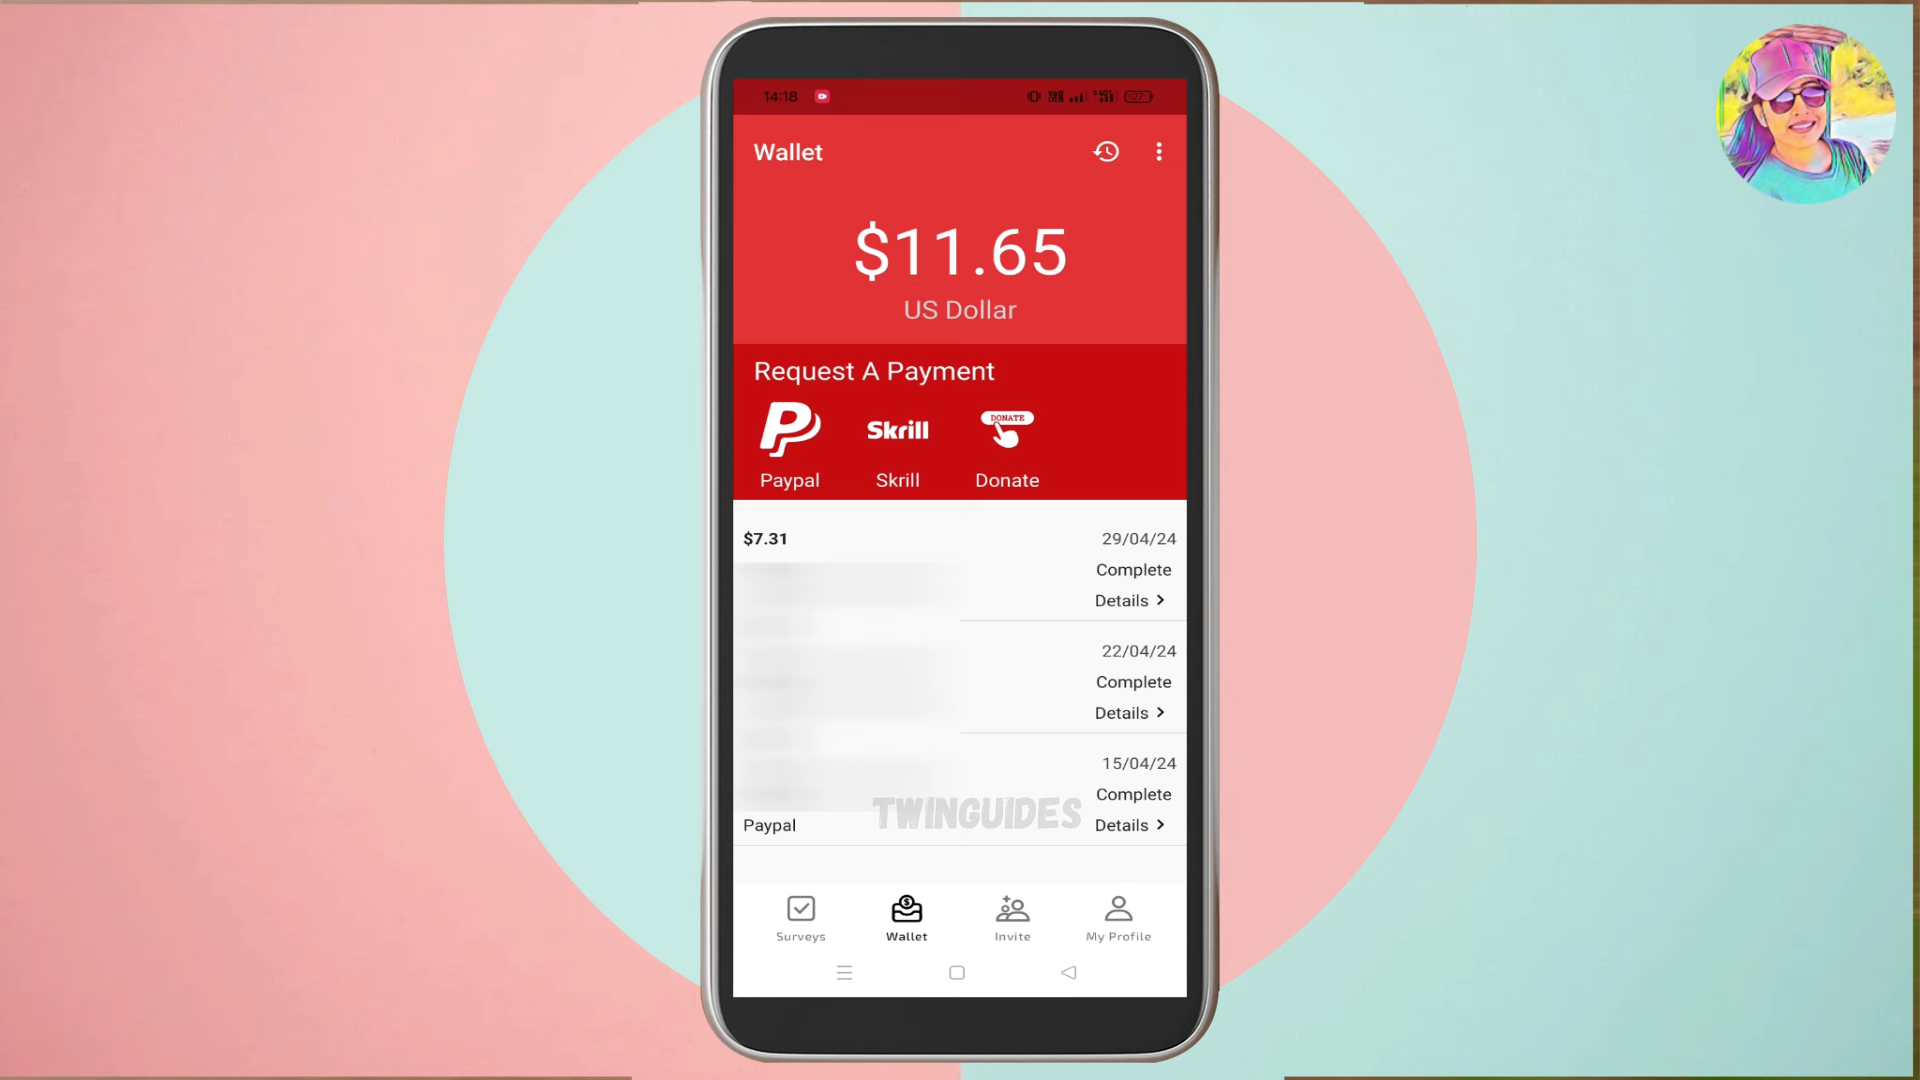 14:18
27
Wallet
$11.65
US Dollar
Request A Payment
Skrill
DONATE
Paypal
Skrill
Donate
$7.31
29/04/24
Complete
Details
22/04/24
Complete
Details
15/04/24
Complete
Paypal
TWINGUIDES
Details
Surveys
Wallet
Invite
My Profile